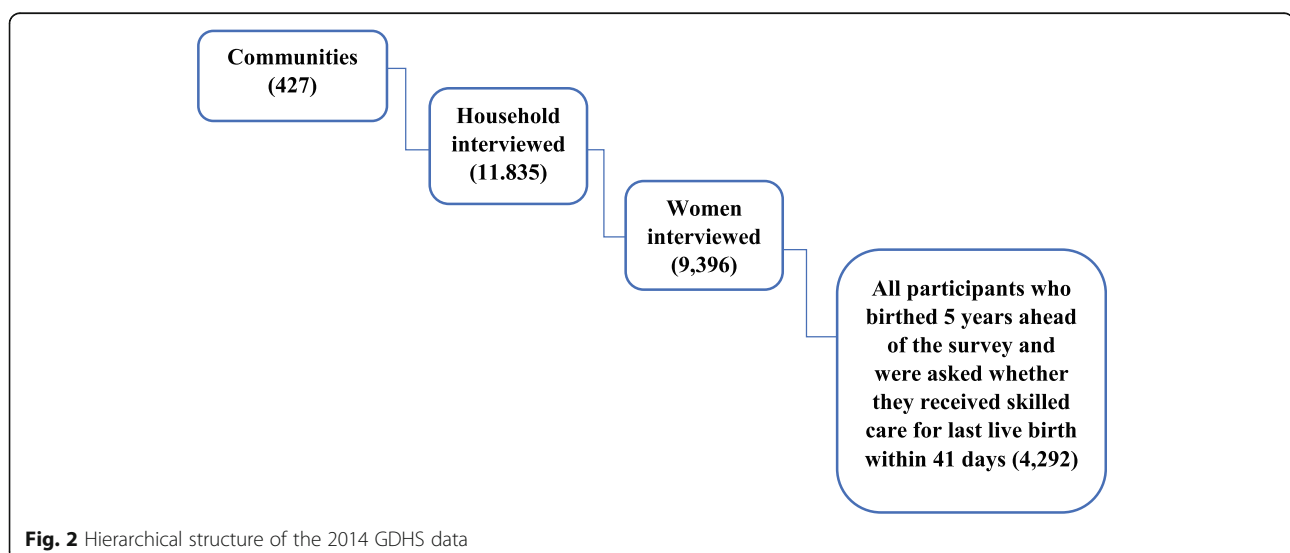 Communities
(427)
Household
interviewed
(11.835)
Women
interviewed
(9,396)
All participants who
birthed 5 years ahead
of the survey and
were asked whether
they received skilled
care for last live birth
within 41 days (4,292)
Fig. 2 Hierarchical structure of the 2014 GDHS data